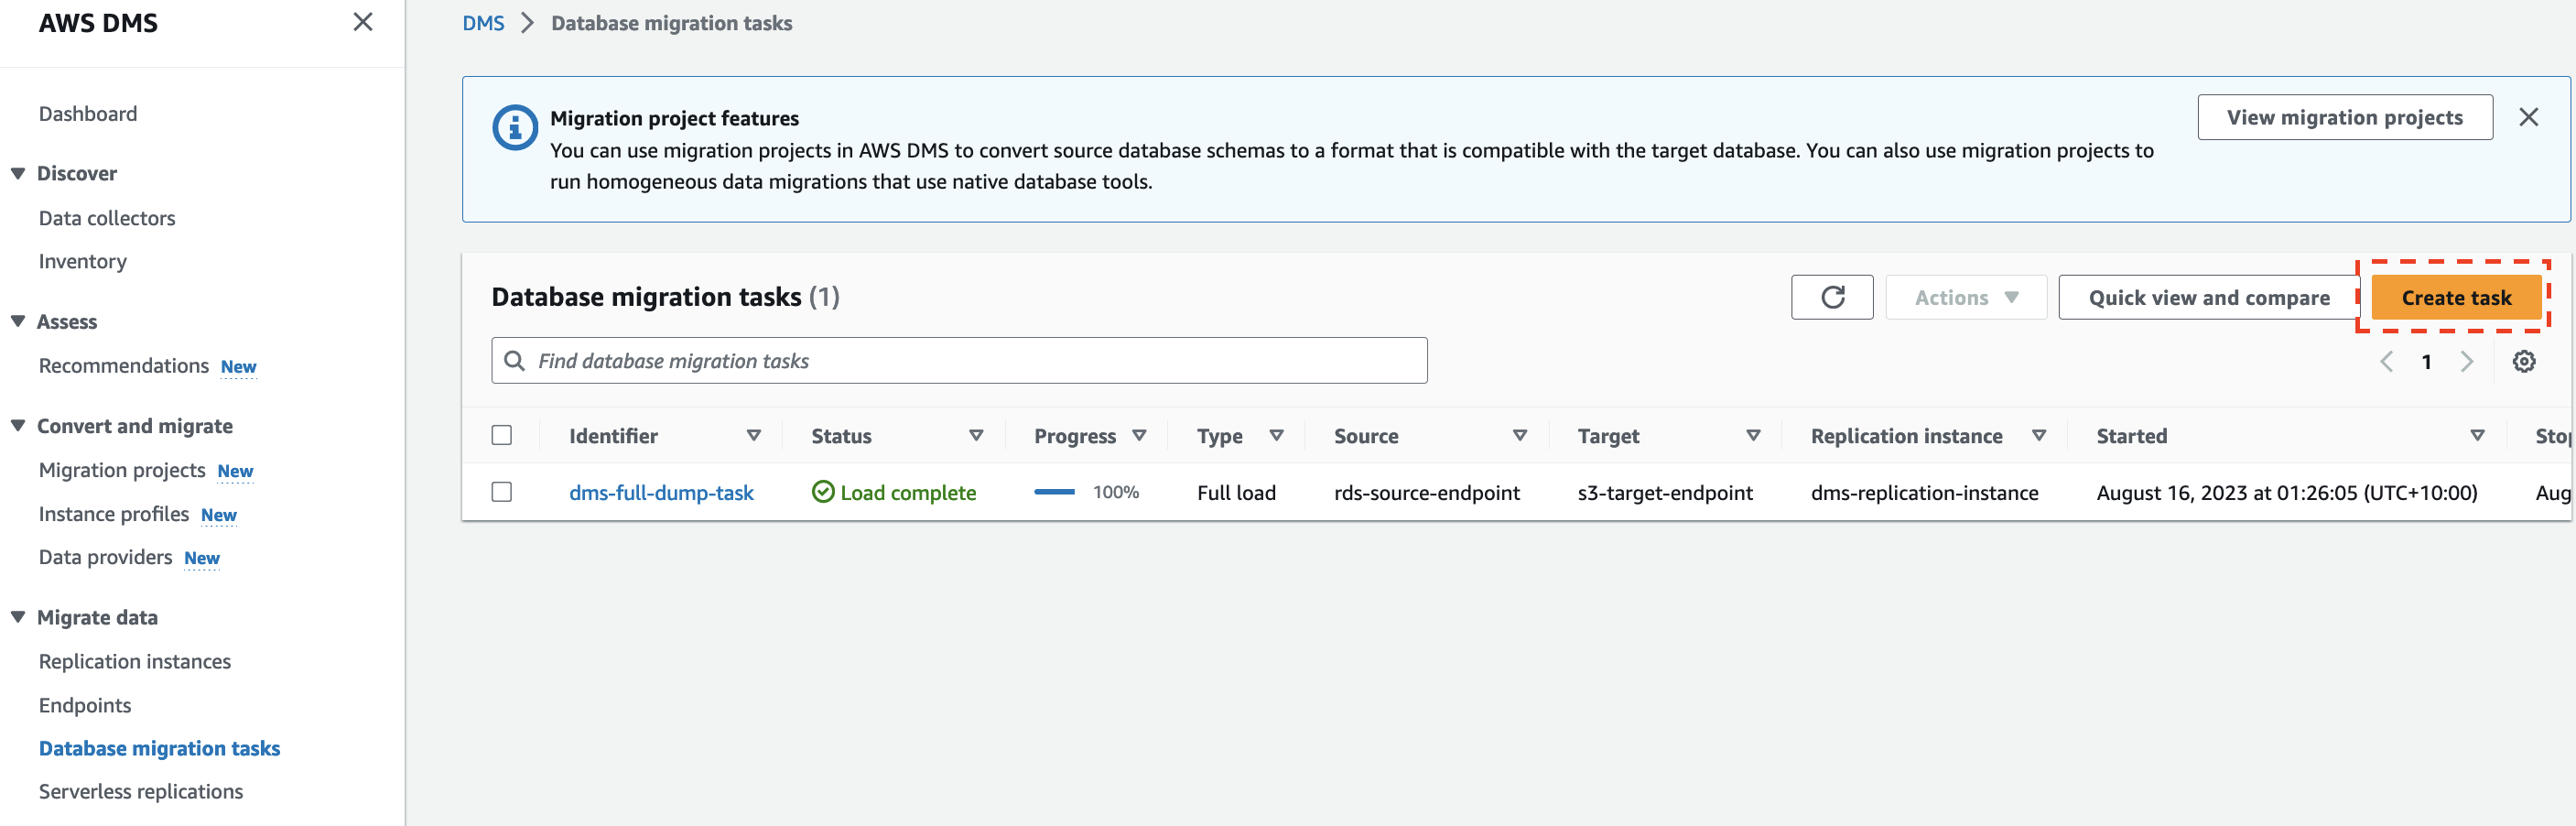 AWS DMS
Dashboard
Discover
Data collectors
Inventory
Assess
Recommendations New
Convert and migrate
Migration projects New
Instance profiles New
Data providers New
Migrate data
Replication instances
Endpoints
Database migration tasks
Serverless replications
DMS Database migration tasks
Migration project features
You can use migration projects in AWS DMS to convert source database schemas to a format that is compatible with the target database. You can also use migration projects to
run homogeneous data migrations that use native database tools.
View migration projects
Database migration tasks (1)
Actions
Quick view and compare
Create task
Find database migration tasks
1
Identifier Status Progress Type Source Target Replication instance Started
dms-full-dump-task Load complete 100% Full load rds-source-endpoint s3-target-endpoint dms-replication-instance August 16, 2023 at 01:26:05 (UTC+10:00) Aug